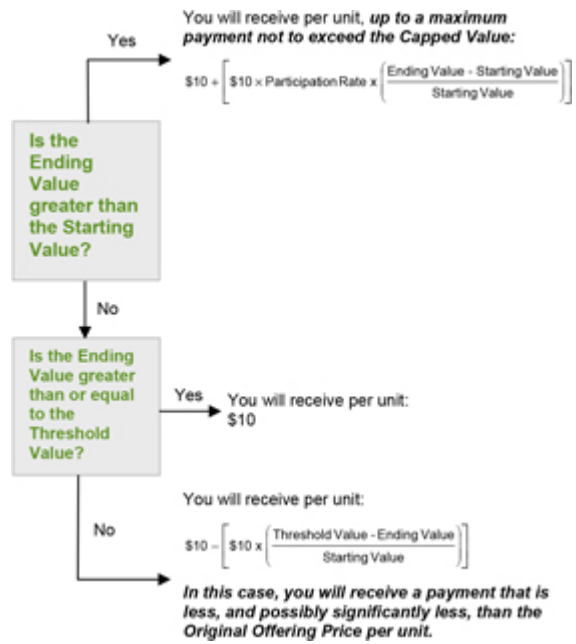 Yes
You will receive per unit, up to a maximum
payment not to exceed the Capped Value:
$10 + [$10 × Participation Rate x (Ending Value - Starting Value / Starting Value)]
Is the
Ending
Value
greater than
the Starting
Value?
No
Is the Ending
Value greater
than or equal
to the
Threshold
Value?
Yes
You will receive per unit:
$10
No
You will receive per unit:
$10 – [$10 x (Threshold Value - Ending Value / Starting Value)]
In this case, you will receive a payment that is
less, and possibly significantly less, than the
Original Offering Price per unit.